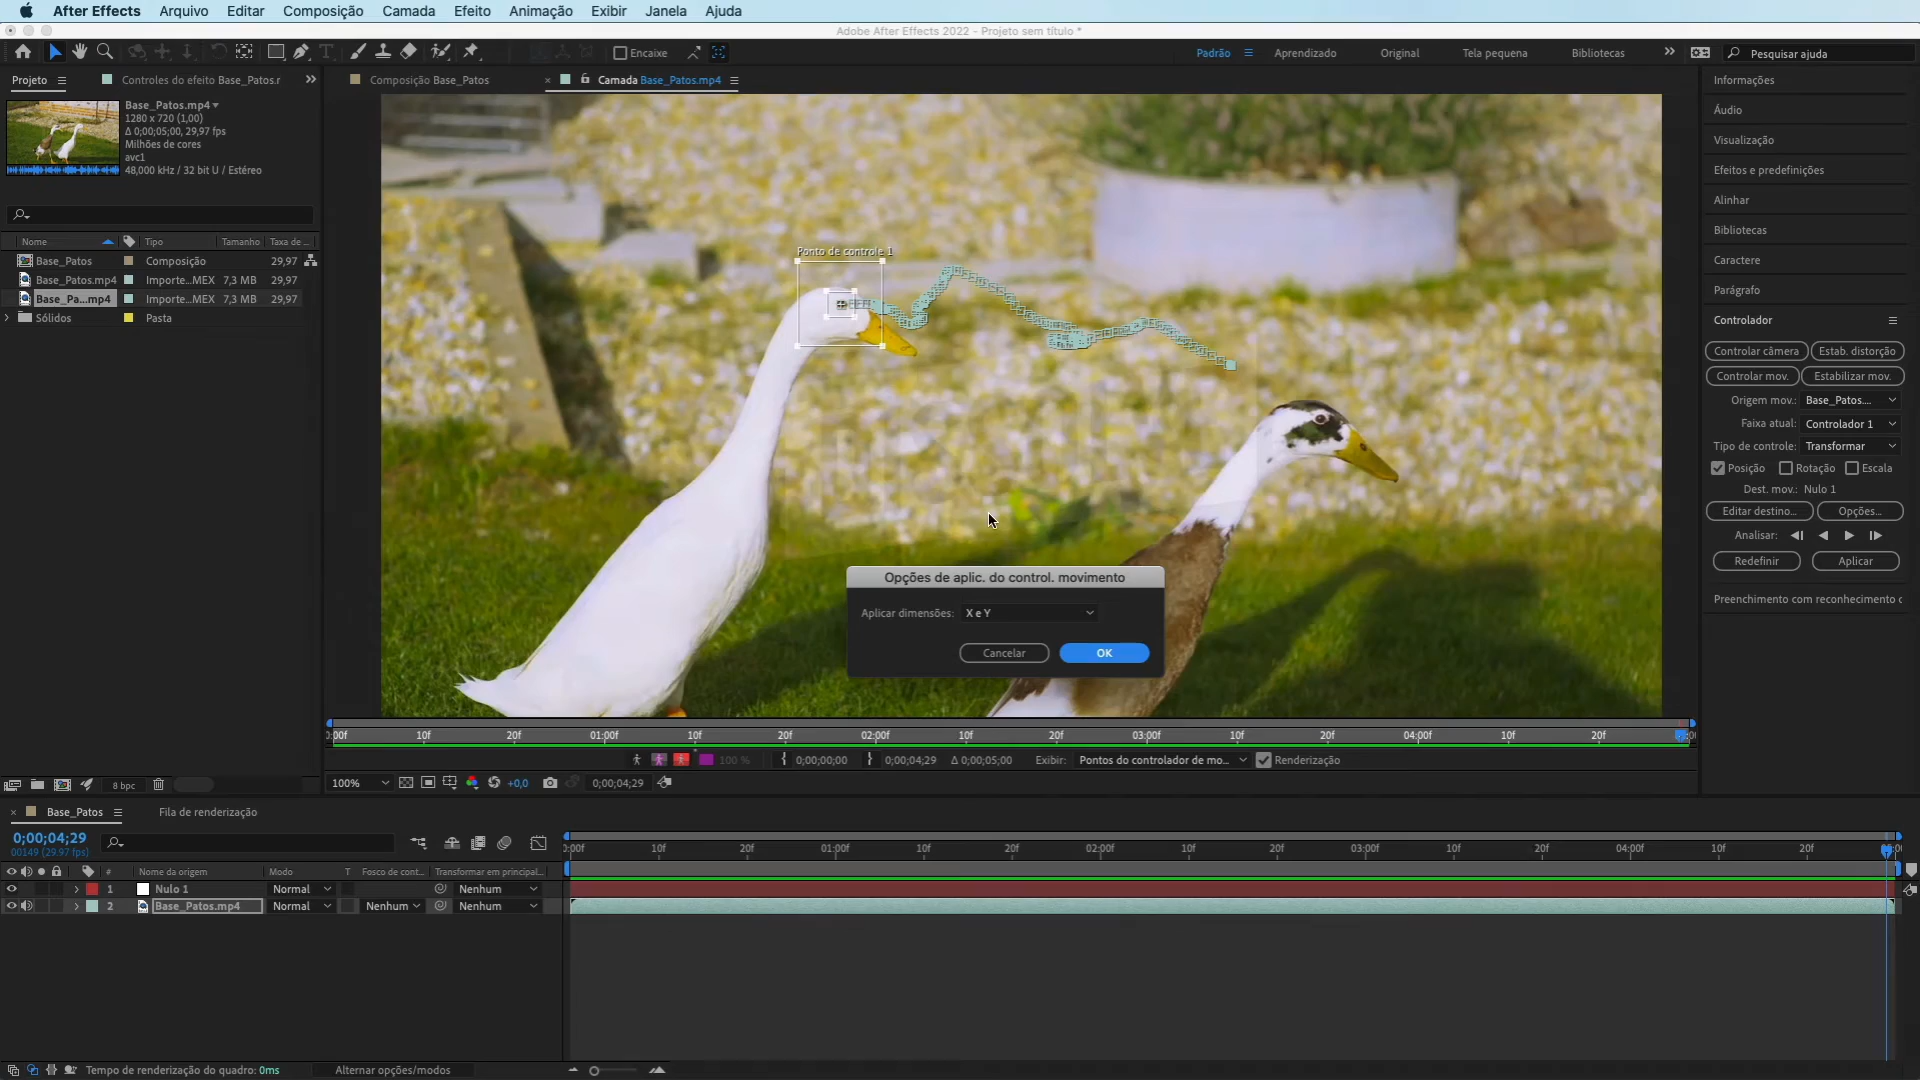 After Effects Arquivo Editar Composição Camada Efeito Animação Exibir Janela Ajuda
Adobe After Effects 2022 - Projeto sem título *
Encaixe Padrão Aprendizado Original Tela pequena Bibliotecas Pesquisar ajuda
Projeto Controles do efeito Base_Patos.r Composição Base_Patos Camada Base_Patos.mp4
Base_Patos.mp4
1280 x 720 (1,00)
Δ 0;00;05;00, 29,97 fps
Milhões de cores
avc1
48,000 kHz / 32 bit U / Estéreo
Nome Tipo Tamanho Taxa de ...
Base_Patos Composição 29,97
Base_Patos.mp4 Importe...MEX 7,3 MB 29,97
Base_Pa...mp4 Importe...MEX 7,3 MB 29,97
Sólidos Pasta
8 bpc
Ponto de controle 1
Opções de aplic. do control. movimento
Aplicar dimensões: X e Y
Cancelar OK
Informações
Áudio
Visualização
Efeitos e predefinições
Alinhar
Bibliotecas
Caractere
Parágrafo
Controlador
Controlar câmera Estab. distorção
Controlar mov. Estabilizar mov.
Origem mov.: Base_Patos....
Faixa atual: Controlador 1
Tipo de controle: Transformar
Posição Rotação Escala
Dest. mov.: Nulo 1
Editar destino... Opções...
Analisar:
Redefinir Aplicar
Preenchimento com reconhecimento c
0:00f 10f 20f 01:00f 10f 20f 02:00f 10f 20f 03:00f 10f 20f 04:00f 10f 20f
100 % 0;00;00;00 0;00;04;29 Δ 0;00;05;00 Exibir: Pontos do controlador de mo... Renderização
100% +0,0 0;00;04;29
Base_Patos Fila de renderização
0;00;04;29
00149 (29.97 fps)
:00f 10f 20f 01:00f 10f 20f 02:00f 10f 20f 03:00f 10f 20f 04:00f 10f 20f
# Nome da origem Modo T Fosco de cont... Transformar em principal...
1 Nulo 1 Normal Nenhum
2 Base_Patos.mp4 Normal Nenhum Nenhum
Tempo de renderização do quadro: 0ms Alternar opções/modos